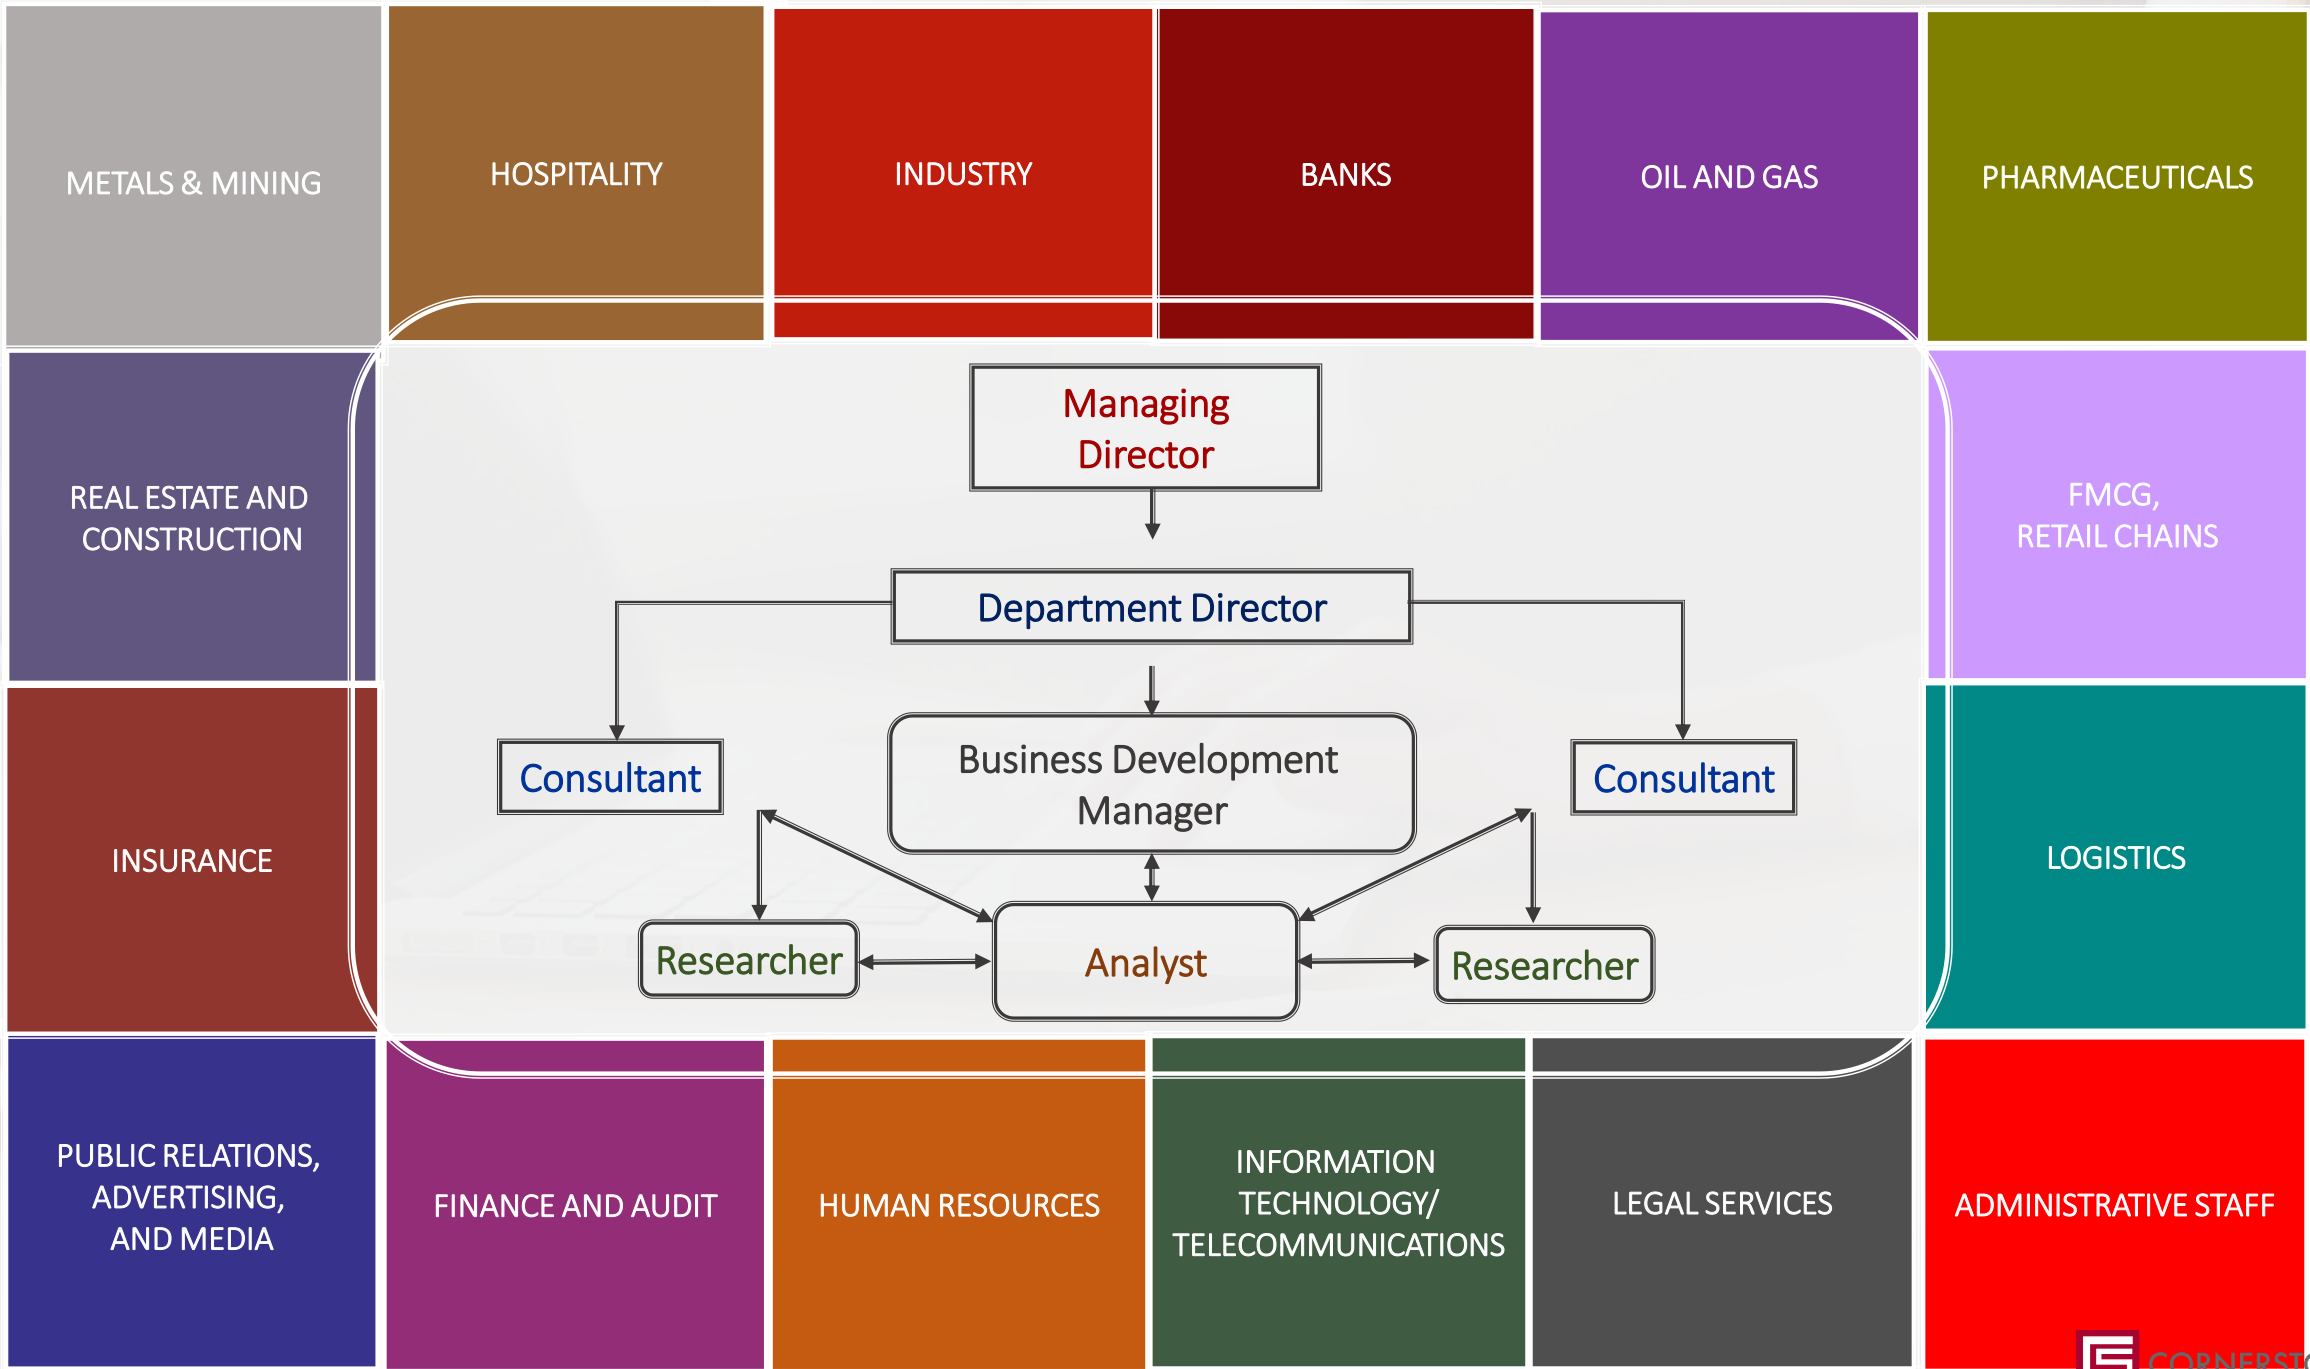 METALS & MINING
HOSPITALITY
INDUSTRY
BANKS
OIL AND GAS
PHARMACEUTICALS
REAL ESTATE AND
CONSTRUCTION
Managing
Director
FMCG,
RETAIL CHAINS
Department Director
INSURANCE
Consultant
Business Development
Manager
Consultant
LOGISTICS
Researcher
Analyst
Researcher
PUBLIC RELATIONS,
ADVERTISING,
AND MEDIA
FINANCE AND AUDIT
HUMAN RESOURCES
INFORMATION
TECHNOLOGY/
TELECOMMUNICATIONS
LEGAL SERVICES
ADMINISTRATIVE STAFF